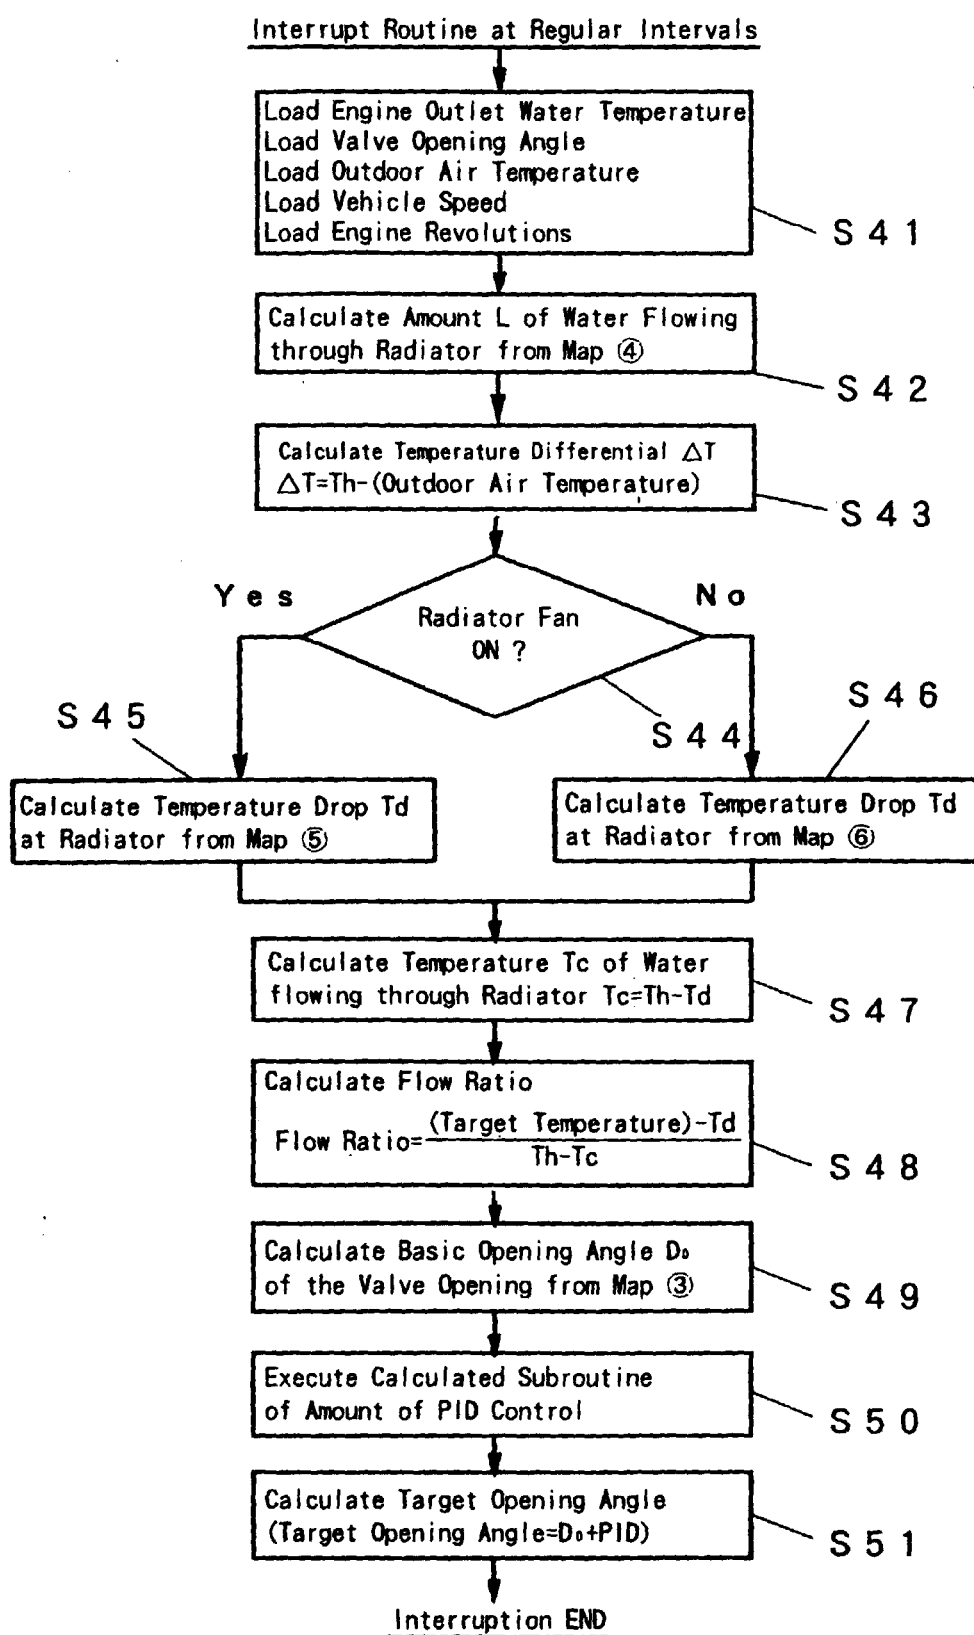 Interrupt Routine at Regular Intervals
Load Engine Outlet Water Temperature
Load Valve Opening Angle
Load Outdoor Air Temperature
Load Vehicle Speed
Load Engine Revolutions
S41
Calculate Amount L of Water Flowing
through Radiator from Map ④
S42
Calculate Temperature Differential △T
△T=Th-(Outdoor Air Temperature)
S43
Yes
No
Radiator Fan
ON ?
S44
S45
S46
Calculate Temperature Drop Td
at Radiator from Map ⑤
Calculate Temperature Drop Td
at Radiator from Map ⑥
Calculate Temperature Tc of Water
flowing through Radiator Tc=Th-Td
S47
Calculate Flow Ratio
Flow Ratio=(Target Temperature)-Td
Th-Tc
S48
Calculate Basic Opening Angle D₀
of the Valve Opening from Map ③
S49
Execute Calculated Subroutine
of Amount of PID Control
S50
Calculate Target Opening Angle
(Target Opening Angle=D₀+PID)
S51
Interruption END